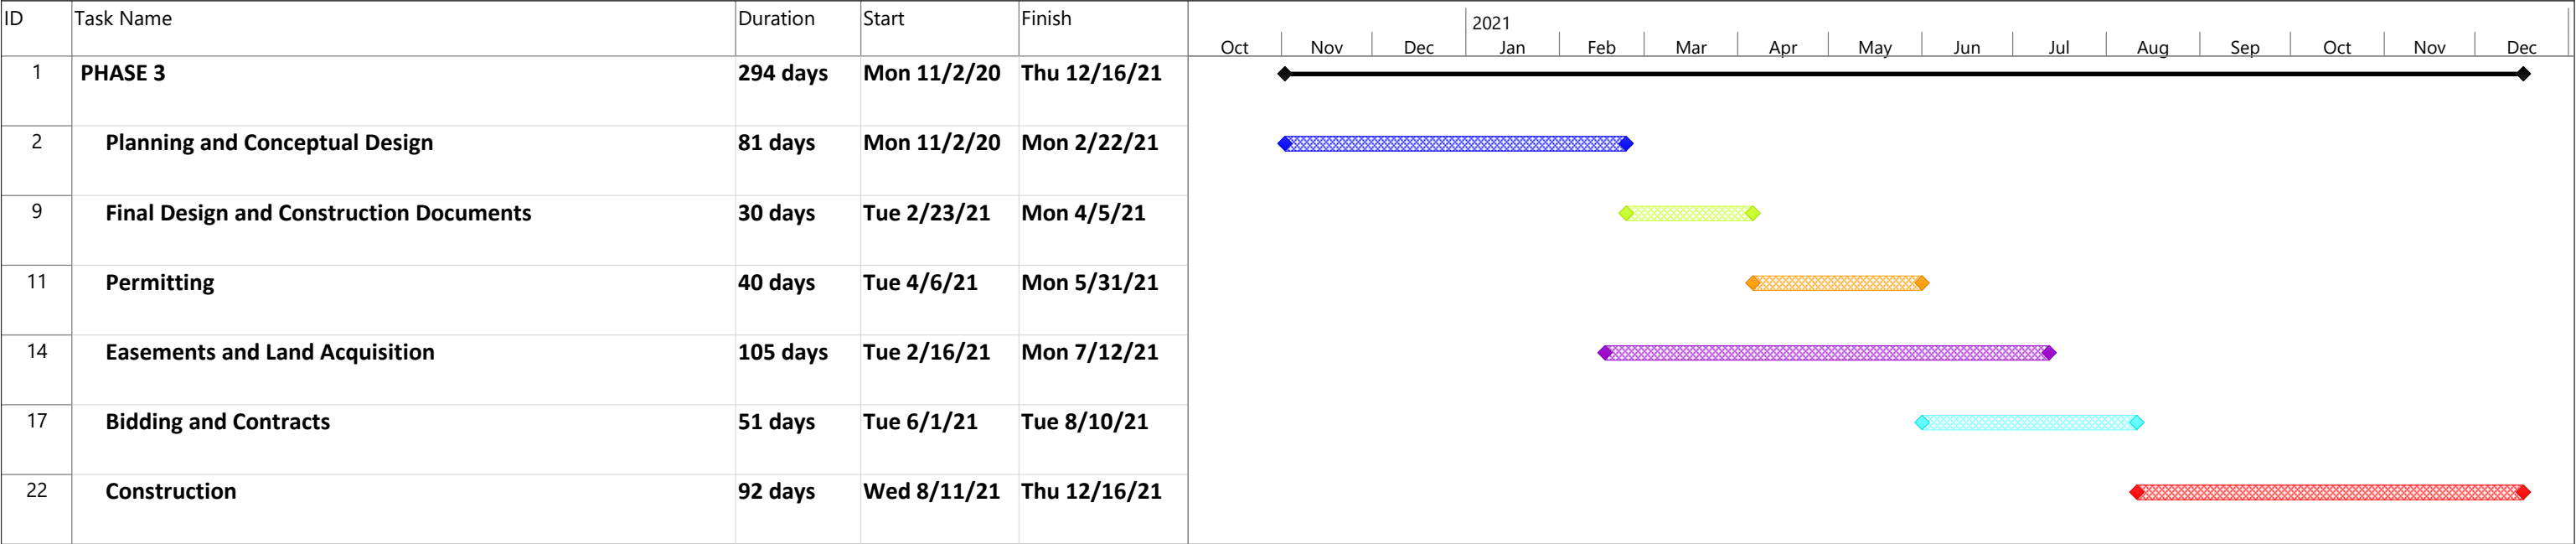 ID Task Name Duration Start Finish
2021
Oct Nov Dec Jan Feb Mar Apr May Jun Jul Aug Sep Oct Nov Dec
1 PHASE 3 294 days Mon 11/2/20 Thu 12/16/21
2 Planning and Conceptual Design 81 days Mon 11/2/20 Mon 2/22/21
9 Final Design and Construction Documents 30 days Tue 2/23/21 Mon 4/5/21
11 Permitting 40 days Tue 4/6/21 Mon 5/31/21
14 Easements and Land Acquisition 105 days Tue 2/16/21 Mon 7/12/21
17 Bidding and Contracts 51 days Tue 6/1/21 Tue 8/10/21
22 Construction 92 days Wed 8/11/21 Thu 12/16/21